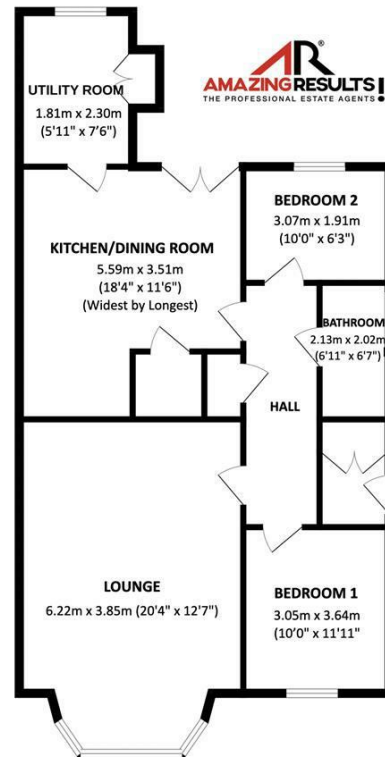 AR®
AMAZING RESULTS!
THE PROFESSIONAL ESTATE AGENTS
UTILITY ROOM
1.81m x 2.30m
(5'11" x 7'6")
KITCHEN/DINING ROOM
5.59m x 3.51m
(18'4" x 11'6")
(Widest by Longest)
BEDROOM 2
3.07m x 1.91m
(10'0" x 6'3")
BATHROOM
2.13m x 2.02m
(6'11" x 6'7")
HALL
LOUNGE
6.22m x 3.85m (20'4" x 12'7")
BEDROOM 1
3.05m x 3.64m
(10'0" x 11'11"